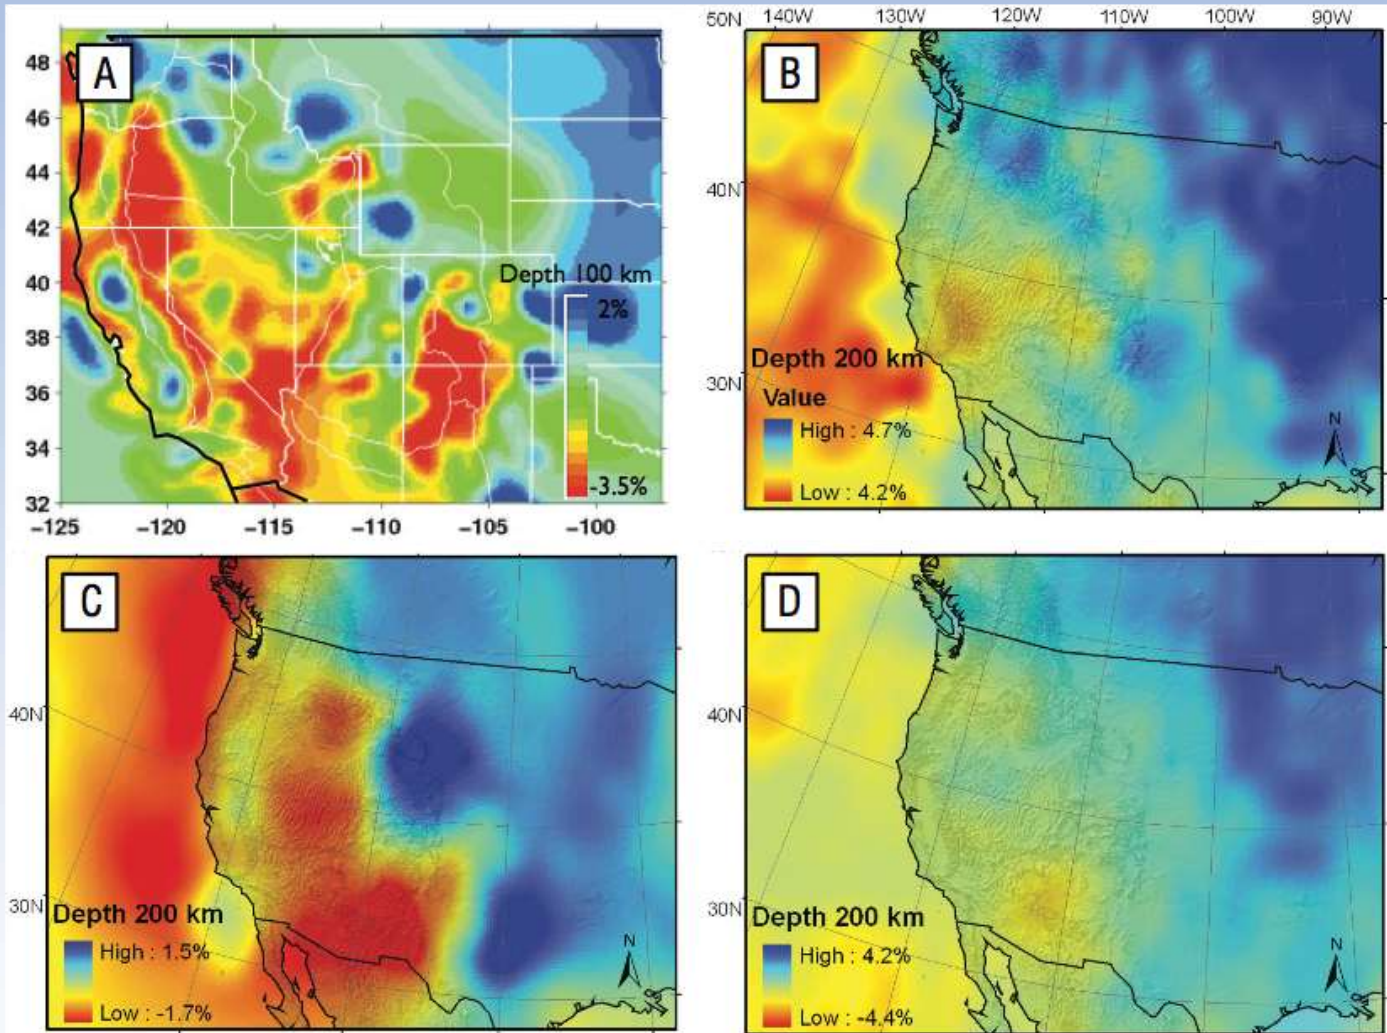 A
48
46
44
42
40
38
36
34
32
-125
-120
-115
-110
-105
-100
Depth 100 km
2%
-3.5%
B
50N
140W
130W
120W
110W
100W
90W
40N
30N
Depth 200 km
Value
High : 4.7%
Low : 4.2%
N
C
40N
30N
Depth 200 km
High : 1.5%
Low : -1.7%
N
D
40N
30N
Depth 200 km
High : 4.2%
Low : -4.4%
N